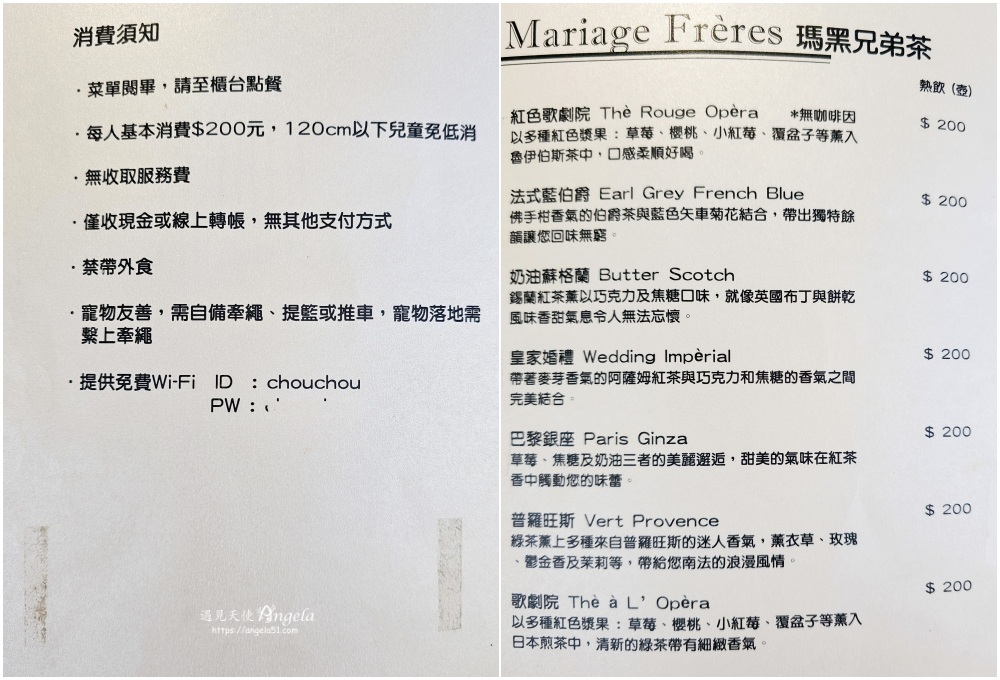 消費須知
· 菜單閱畢，請至櫃台點餐
· 每人基本消費$200元，120cm以下兒童免低消
· 無收取服務費
· 僅收現金或線上轉帳，無其他支付方式
· 禁帶外食
· 寵物友善，需自備牽繩、提籃或推車，寵物落地需
繫上牽繩
· 提供免費Wi-Fi ID : chouchou
PW :
遇見天使 Angela
https://angela51.com
Mariage Frères 瑪黑兄弟茶
熱飲 (壺)
紅色歌劇院 Thè Rouge Opèra *無咖啡因 $ 200
以多種紅色漿果：草莓、櫻桃、小紅莓、覆盆子等薰入
魯伊伯斯茶中，口感柔順好喝。
法式藍伯爵 Earl Grey French Blue $ 200
佛手柑香氣的伯爵茶與藍色矢車菊花結合，帶出獨特餘
韻讓您回味無窮。
奶油蘇格蘭 Butter Scotch $ 200
錫蘭紅茶薰以巧克力及焦糖口味，就像英國布丁與餅乾
風味香甜氣息令人無法忘懷。
皇家婚禮 Wedding Impèrial $ 200
帶著麥芽香氣的阿薩姆紅茶與巧克力和焦糖的香氣之間
完美結合。
巴黎銀座 Paris Ginza $ 200
草莓、焦糖及奶油三者的美麗邂逅，甜美的氣味在紅茶
香中觸動您的味蕾。
普羅旺斯 Vert Provence $ 200
綠茶薰上多種來自普羅旺斯的迷人香氣，薰衣草、玫瑰
、鬱金香及茉莉等，帶給您南法的浪漫風情。
歌劇院 Thè à L' Opèra $ 200
以多種紅色漿果：草莓、櫻桃、小紅莓、覆盆子等薰入
日本煎茶中，清新的綠茶帶有細緻香氣。